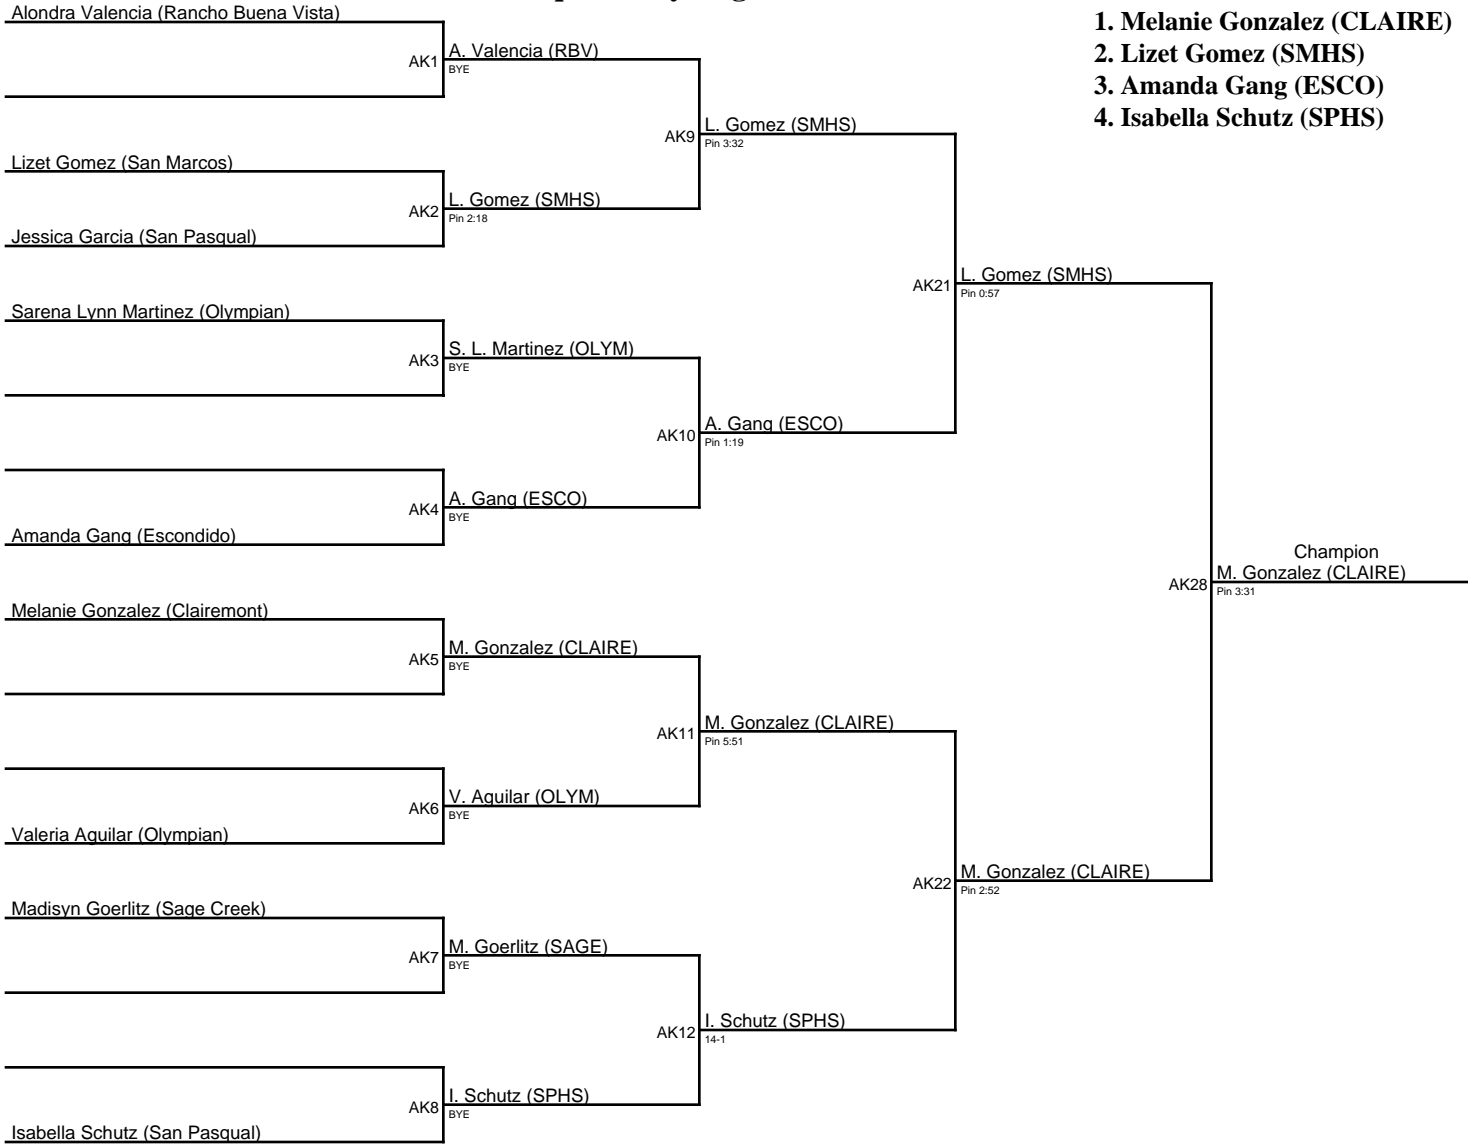 Alondra Valencia (Rancho Buena Vista)
1. Melanie Gonzalez (CLAIRE)
2. Lizet Gomez (SMHS)
3. Amanda Gang (ESCO)
4. Isabella Schutz (SPHS)
AK1
A. Valencia (RBV)
BYE
AK9
L. Gomez (SMHS)
Pin 3:32
Lizet Gomez (San Marcos)
AK2
L. Gomez (SMHS)
Pin 2:18
Jessica Garcia (San Pasqual)
AK21
L. Gomez (SMHS)
Pin 0:57
Sarena Lynn Martinez (Olympian)
AK3
S. L. Martinez (OLYM)
BYE
AK10
A. Gang (ESCO)
Pin 1:19
AK4
A. Gang (ESCO)
BYE
Amanda Gang (Escondido)
Champion
AK28
M. Gonzalez (CLAIRE)
Pin 3:31
Melanie Gonzalez (Clairemont)
AK5
M. Gonzalez (CLAIRE)
BYE
AK11
M. Gonzalez (CLAIRE)
Pin 5:51
AK6
V. Aguilar (OLYM)
BYE
Valeria Aguilar (Olympian)
AK22
M. Gonzalez (CLAIRE)
Pin 2:52
Madisyn Goerlitz (Sage Creek)
AK7
M. Goerlitz (SAGE)
BYE
AK12
I. Schutz (SPHS)
14-1
AK8
I. Schutz (SPHS)
BYE
Isabella Schutz (San Pasqual)